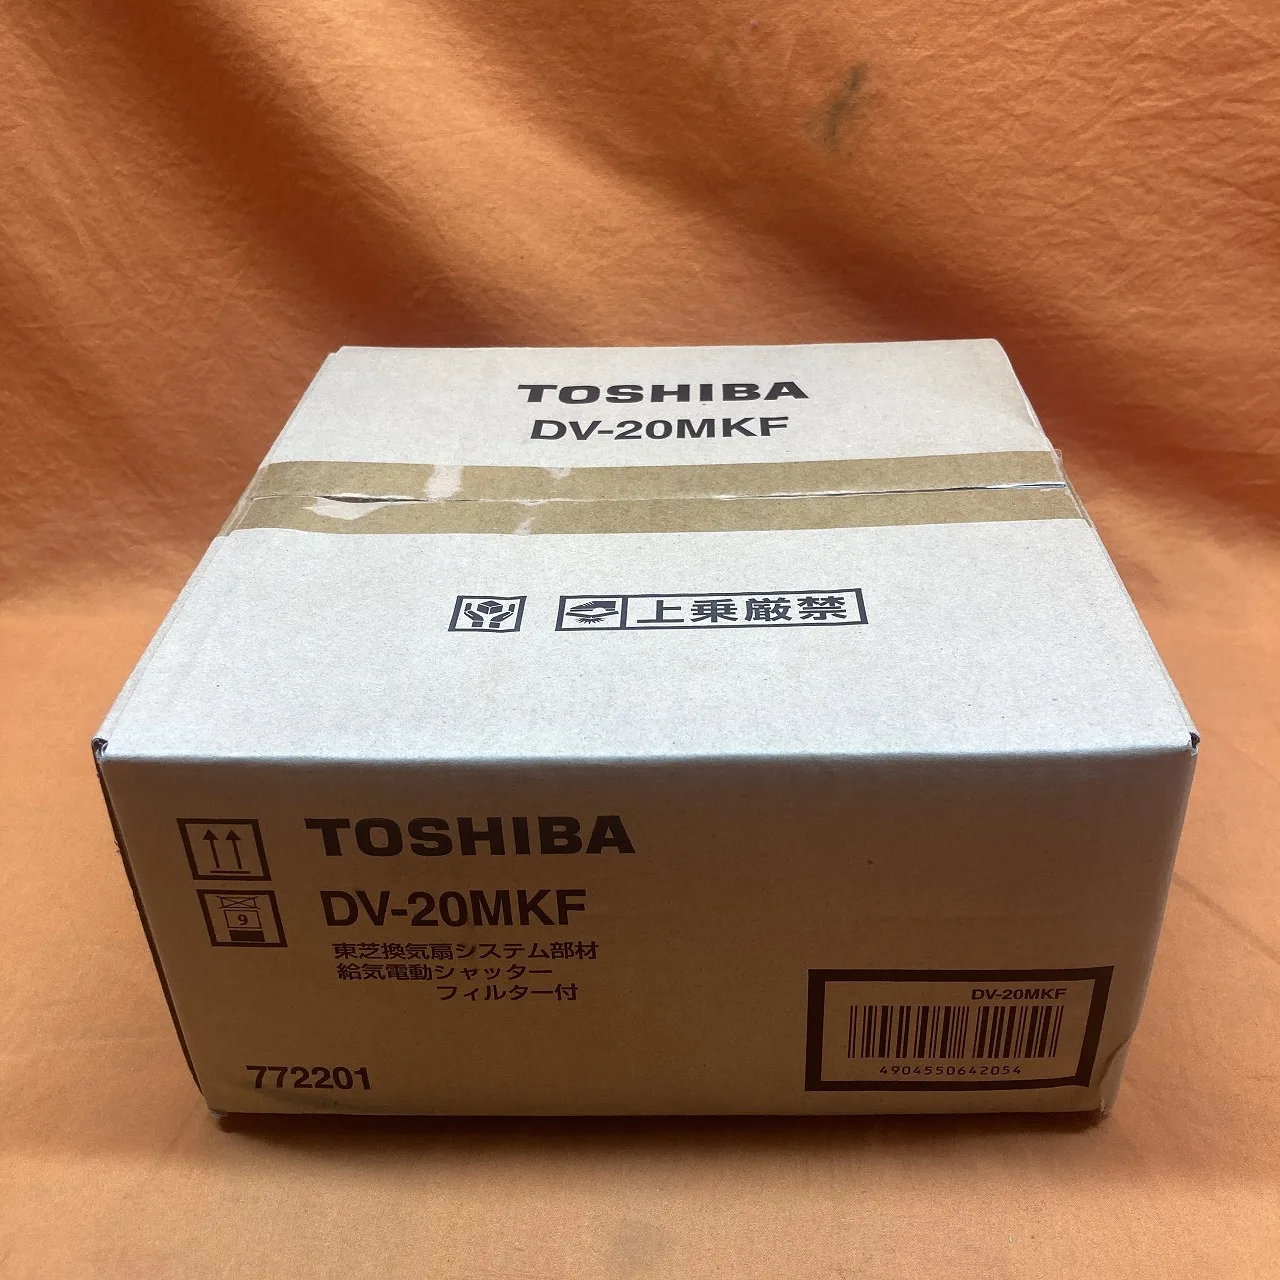 TOSHIBA
DV-20MKF
上乗厳禁
TOSHIBA
DV-20MKF
9
東芝換気扇システム部材
給気電動シャッター
フィルター付
DV-20MKF
4904550642054
772201